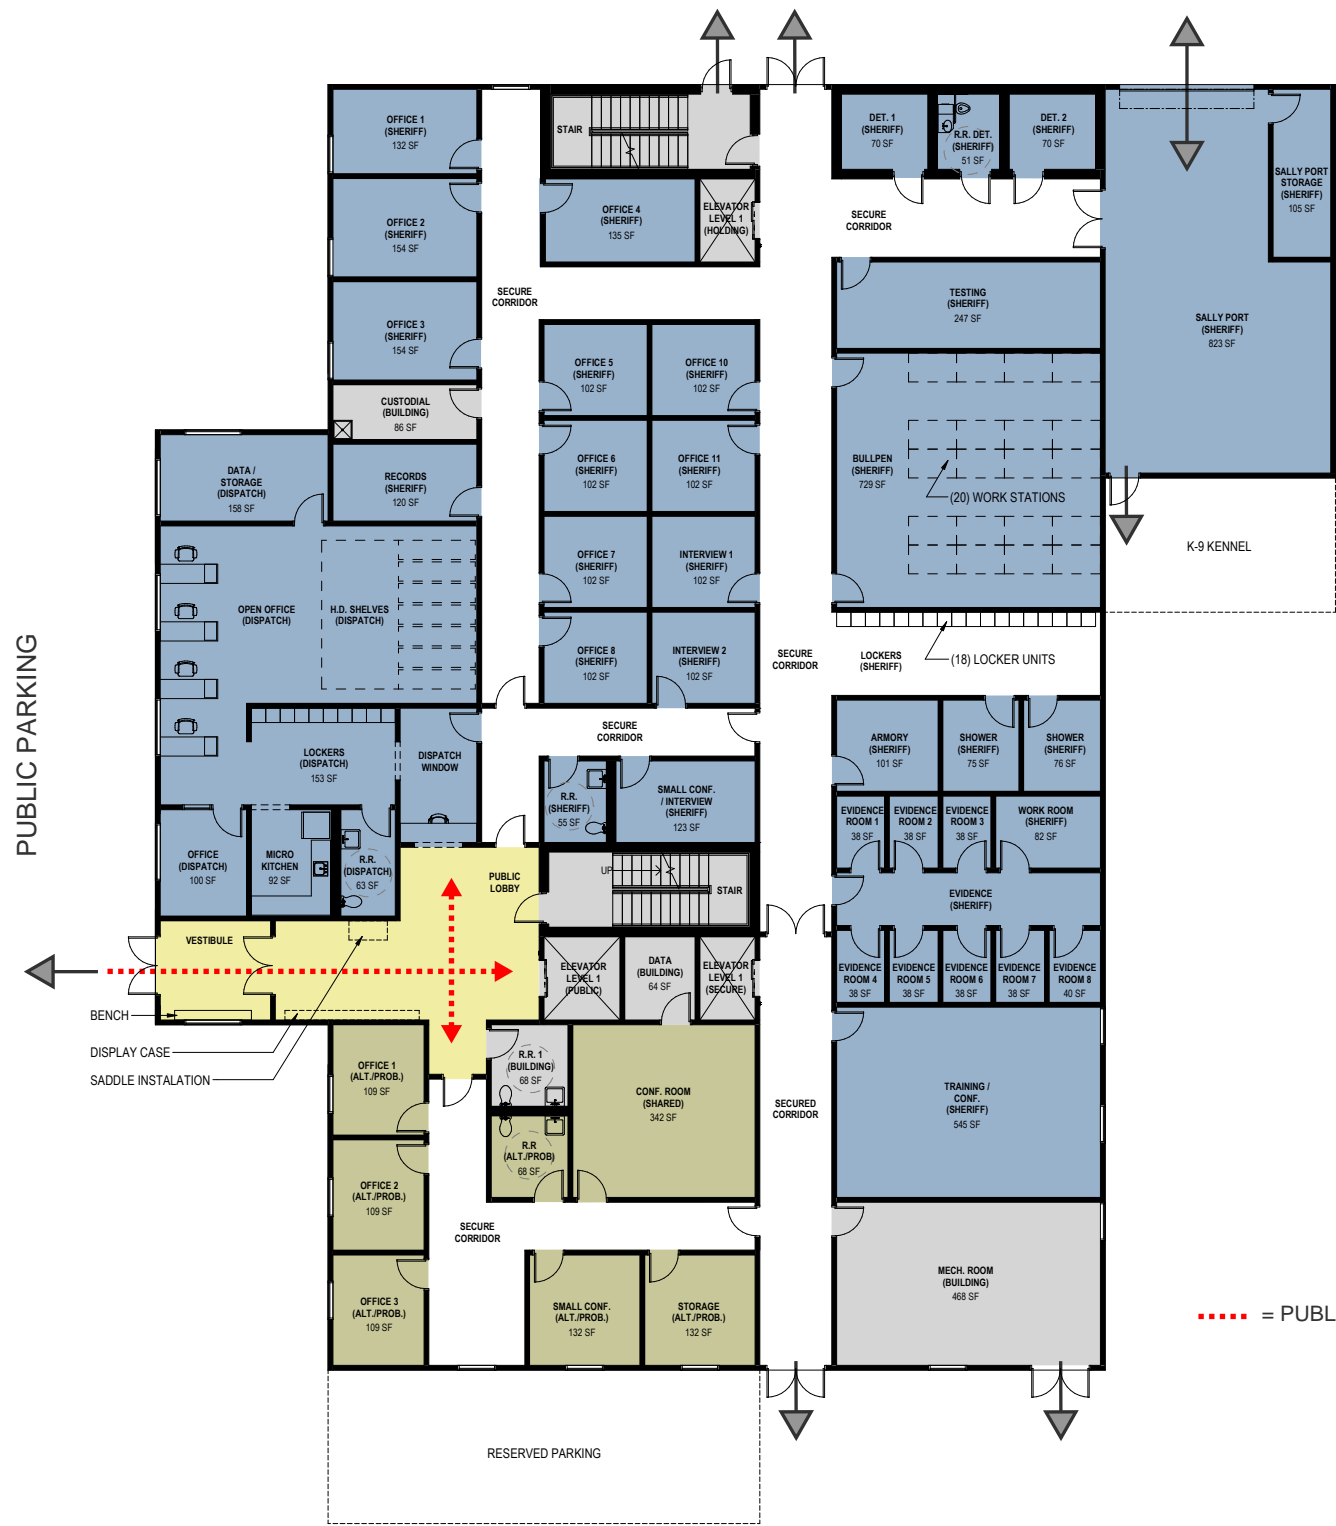 OFFICE 1
(SHERIFF)
132 SF
STAIR
DET. 1
(SHERIFF)
70 SF
R.R. DET.
(SHERIFF)
51 SF
DET. 2
(SHERIFF)
70 SF
SALLY PORT
STORAGE
(SHERIFF)
105 SF
OFFICE 2
(SHERIFF)
154 SF
OFFICE 4
(SHERIFF)
135 SF
ELEVATOR
LEVEL 1
(HOLDING)
SECURE
CORRIDOR
SECURE
CORRIDOR
TESTING
(SHERIFF)
247 SF
SALLY PORT
(SHERIFF)
823 SF
OFFICE 3
(SHERIFF)
154 SF
OFFICE 5
(SHERIFF)
102 SF
OFFICE 10
(SHERIFF)
102 SF
CUSTODIAL
(BUILDING)
86 SF
OFFICE 6
(SHERIFF)
102 SF
OFFICE 11
(SHERIFF)
102 SF
BULLPEN
(SHERIFF)
729 SF
(20) WORK STATIONS
DATA /
STORAGE
(DISPATCH)
158 SF
RECORDS
(SHERIFF)
120 SF
K-9 KENNEL
OFFICE 7
(SHERIFF)
102 SF
INTERVIEW 1
(SHERIFF)
102 SF
OPEN OFFICE
(DISPATCH)
H.D. SHELVES
(DISPATCH)
OFFICE 8
(SHERIFF)
102 SF
INTERVIEW 2
(SHERIFF)
102 SF
SECURE
CORRIDOR
LOCKERS
(SHERIFF)
(18) LOCKER UNITS
PUBLIC PARKING
SECURE
CORRIDOR
LOCKERS
(DISPATCH)
153 SF
DISPATCH
WINDOW
ARMORY
(SHERIFF)
101 SF
SHOWER
(SHERIFF)
75 SF
SHOWER
(SHERIFF)
76 SF
R.R.
(SHERIFF)
55 SF
SMALL CONF.
/ INTERVIEW
(SHERIFF)
123 SF
EVIDENCE
ROOM 1
38 SF
EVIDENCE
ROOM 2
38 SF
EVIDENCE
ROOM 3
38 SF
WORK ROOM
(SHERIFF)
82 SF
OFFICE
(DISPATCH)
100 SF
MICRO
KITCHEN
92 SF
R.R.
(DISPATCH)
63 SF
PUBLIC
LOBBY
UP
STAIR
EVIDENCE
(SHERIFF)
VESTIBULE
ELEVATOR
LEVEL 1
(PUBLIC)
DATA
(BUILDING)
64 SF
ELEVATOR
LEVEL 1
(SECURE)
EVIDENCE
ROOM 4
38 SF
EVIDENCE
ROOM 5
38 SF
EVIDENCE
ROOM 6
38 SF
EVIDENCE
ROOM 7
38 SF
EVIDENCE
ROOM 8
40 SF
BENCH
DISPLAY CASE
SADDLE INSTALATION
OFFICE 1
(ALT./PROB.)
109 SF
R.R. 1
(BUILDING)
68 SF
CONF. ROOM
(SHARED)
342 SF
SECURED
CORRIDOR
TRAINING /
CONF.
(SHERIFF)
545 SF
R.R
(ALT./PROB)
68 SF
OFFICE 2
(ALT./PROB.)
109 SF
SECURE
CORRIDOR
MECH. ROOM
(BUILDING)
468 SF
OFFICE 3
(ALT./PROB.)
109 SF
SMALL CONF.
(ALT./PROB.)
132 SF
STORAGE
(ALT./PROB.)
132 SF
= PUBL
RESERVED PARKING